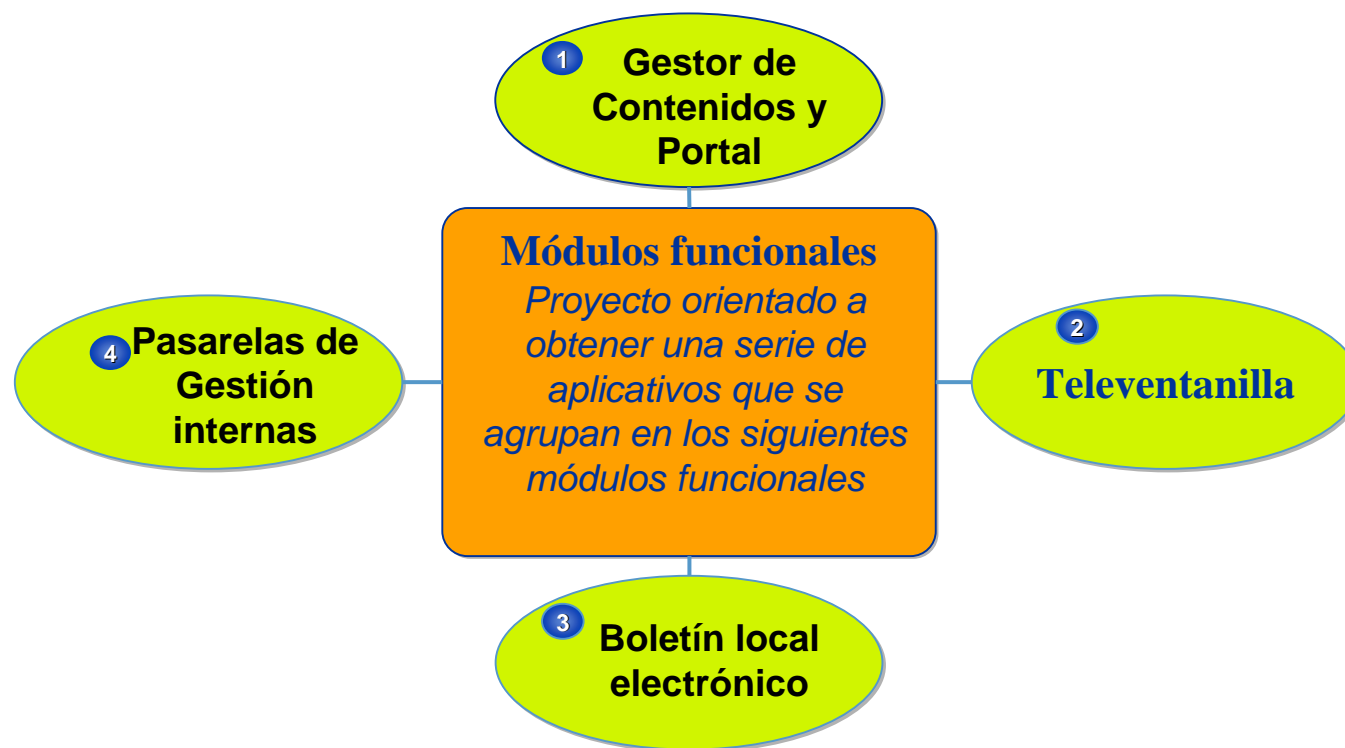 1
Gestor de
Contenidos y
Portal
Módulos funcionales
Proyecto orientado a
obtener una serie de
aplicativos que se
agrupan en los siguientes
módulos funcionales
2
Televentanilla
3
Boletín local
electrónico
4
Pasarelas de
Gestión
internas